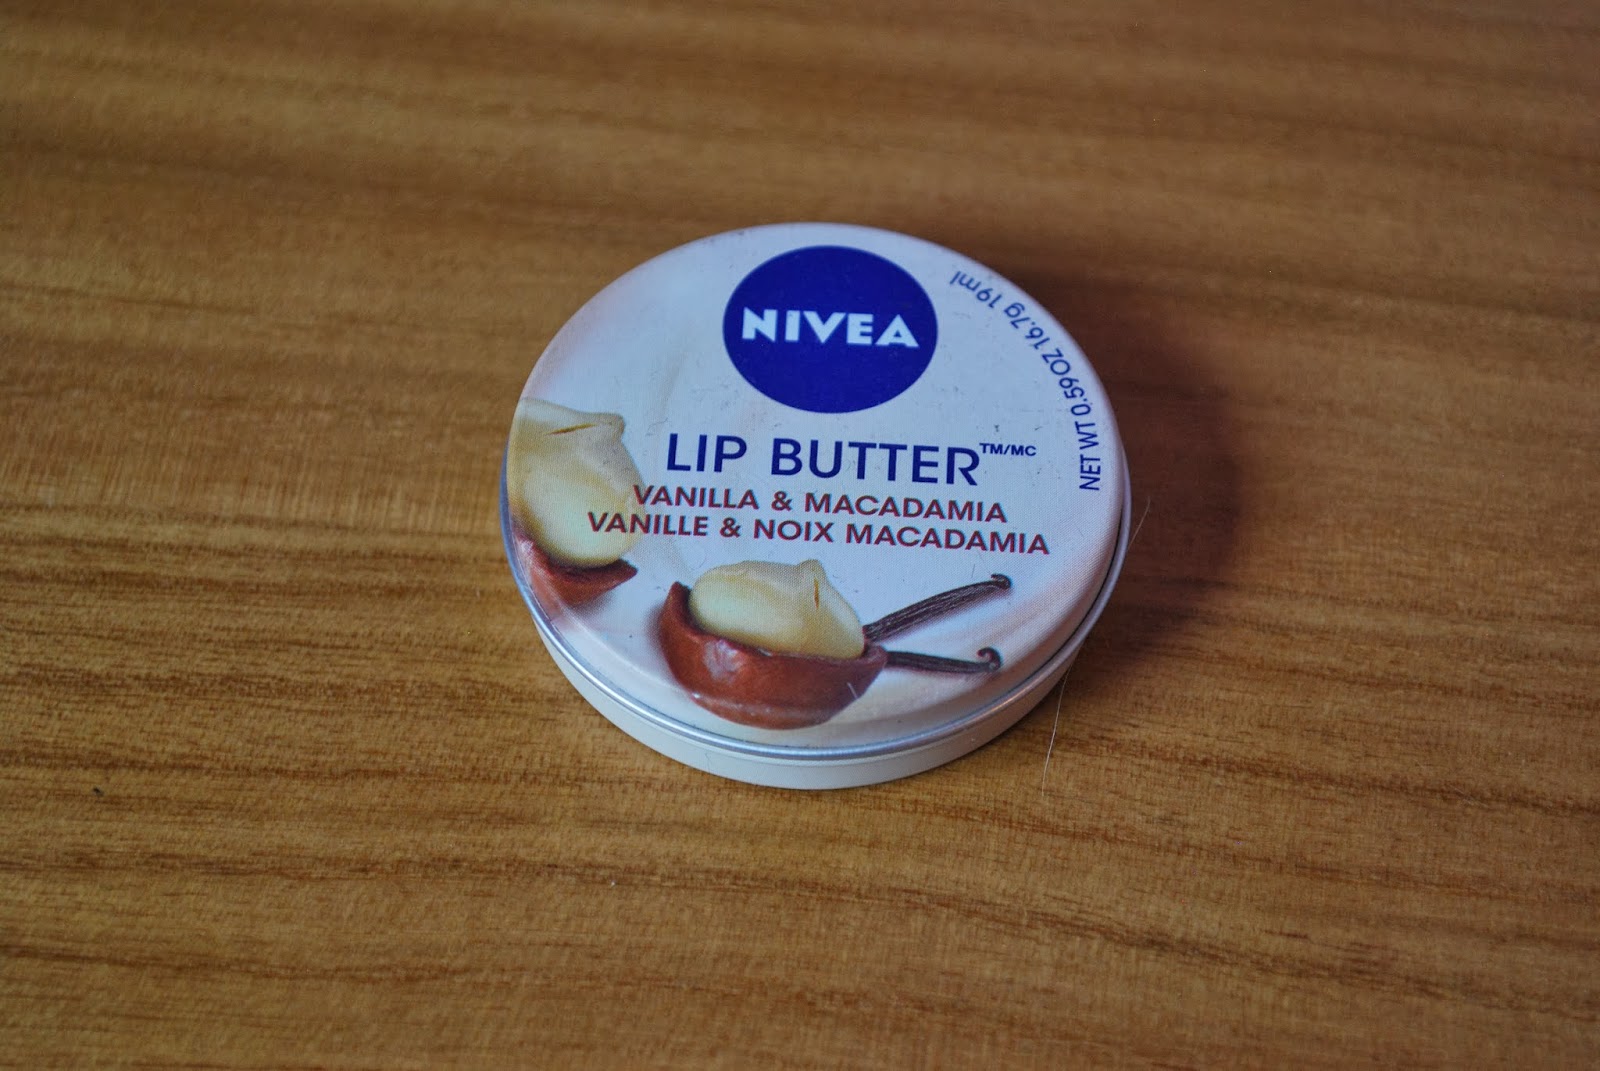 NIVEA
LIP BUTTER™/MC
VANILLA & MACADAMIA
VANILLE & NOIX MACADAMIA
NET WT 0.59OZ 16.7g 19ml